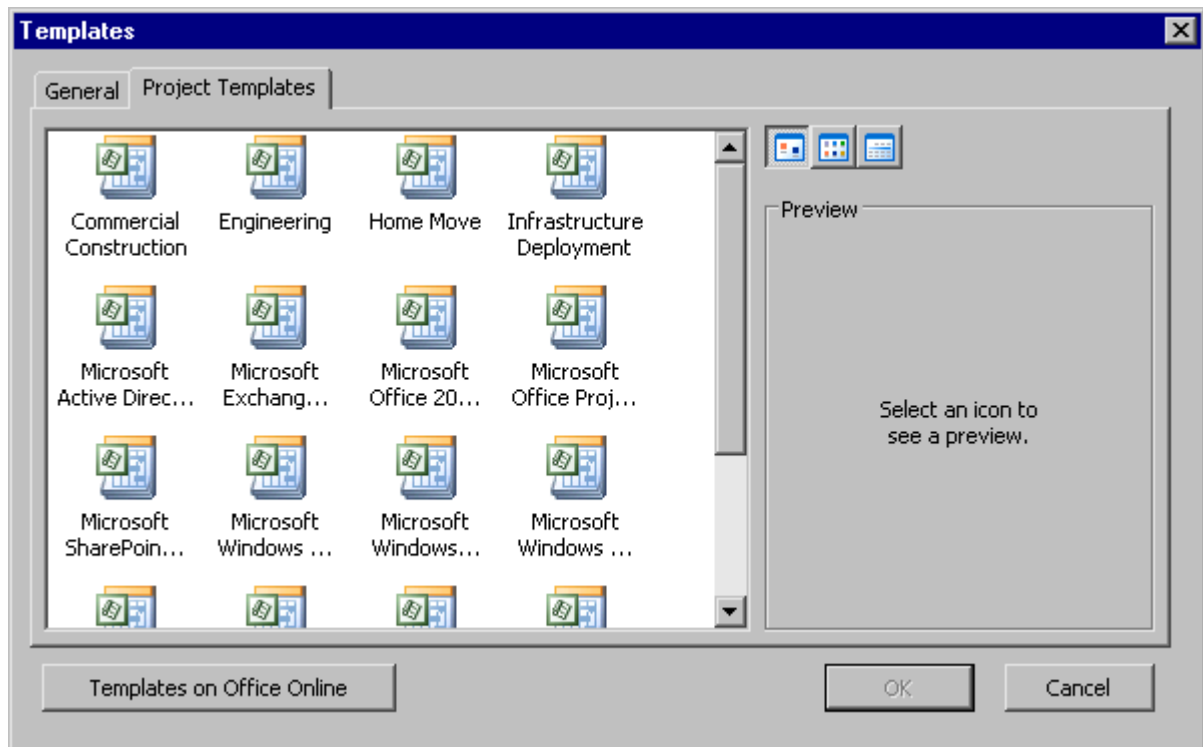 Templates
General Project Templates
Commercial Construction
Engineering
Home Move
Infrastructure Deployment
Microsoft Active Direc...
Microsoft Exchang...
Microsoft Office 20...
Microsoft Office Proj...
Microsoft SharePoin...
Microsoft Windows ...
Microsoft Windows...
Microsoft Windows ...
Preview
Select an icon to
see a preview.
Templates on Office Online
OK
Cancel